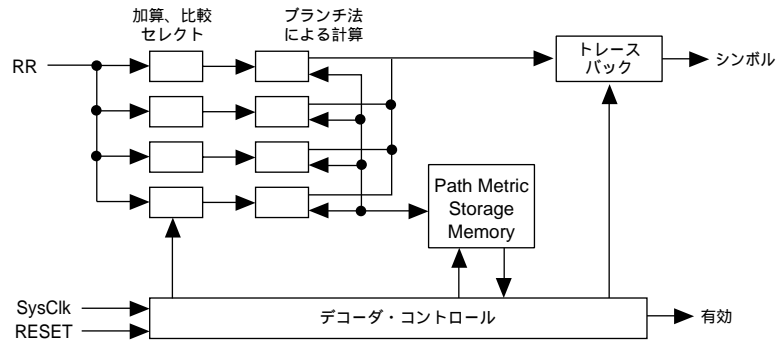 加算、比較
セレクト
ブランチ法
による計算
RR
トレース
バック
シンボル
Path Metric
Storage
Memory
SysClk
RESET
デコーダ・コントロール
有効